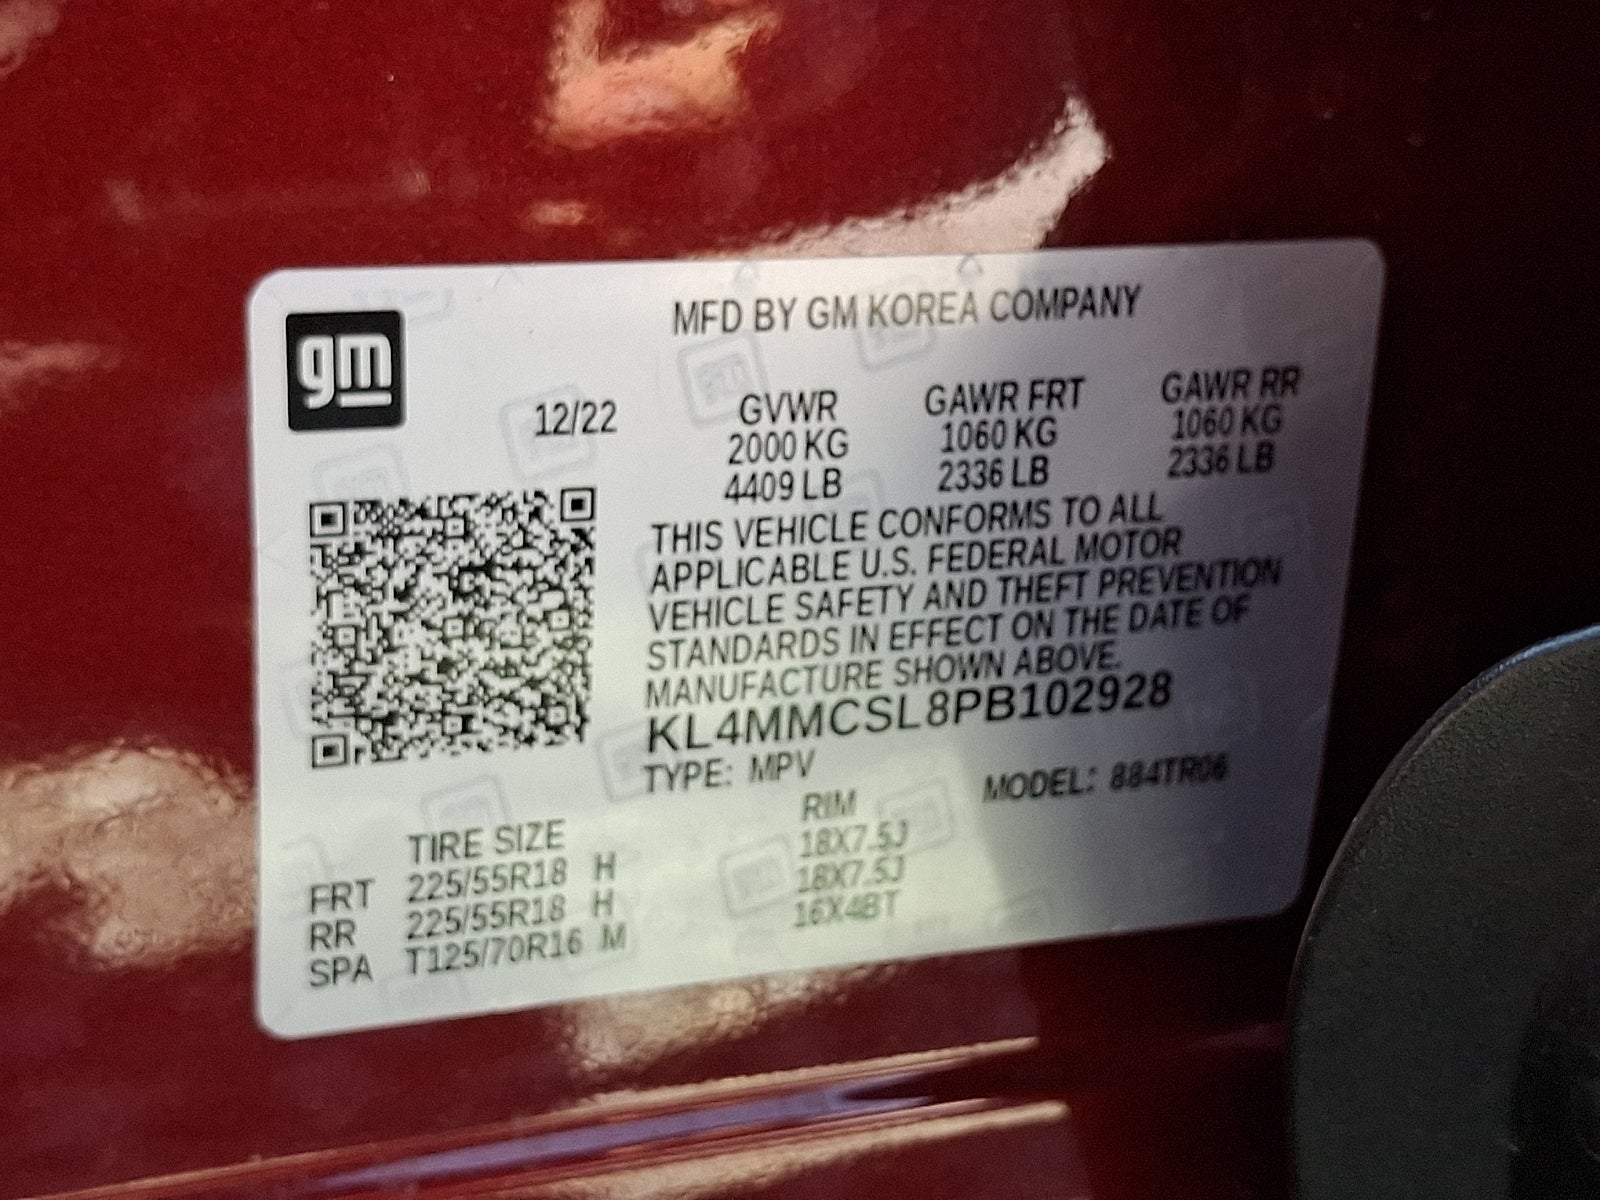 gm
MFD BY GM KOREA COMPANY
12/22
GVWR GAWR FRT GAWR RR
2000 KG 1060 KG 1060 KG
4409 LB 2336 LB 2336 LB
THIS VEHICLE CONFORMS TO ALL
APPLICABLE U.S. FEDERAL MOTOR
VEHICLE SAFETY AND THEFT PREVENTION
STANDARDS IN EFFECT ON THE DATE OF
MANUFACTURE SHOWN ABOVE.
KL4MMCSL8PB102928
TYPE: MPV MODEL: 884TR06
TIRE SIZE RIM
FRT 225/55R18 H 18X7.5J
RR 225/55R18 H 18X7.5J
SPA T125/70R16 M 16X4BT